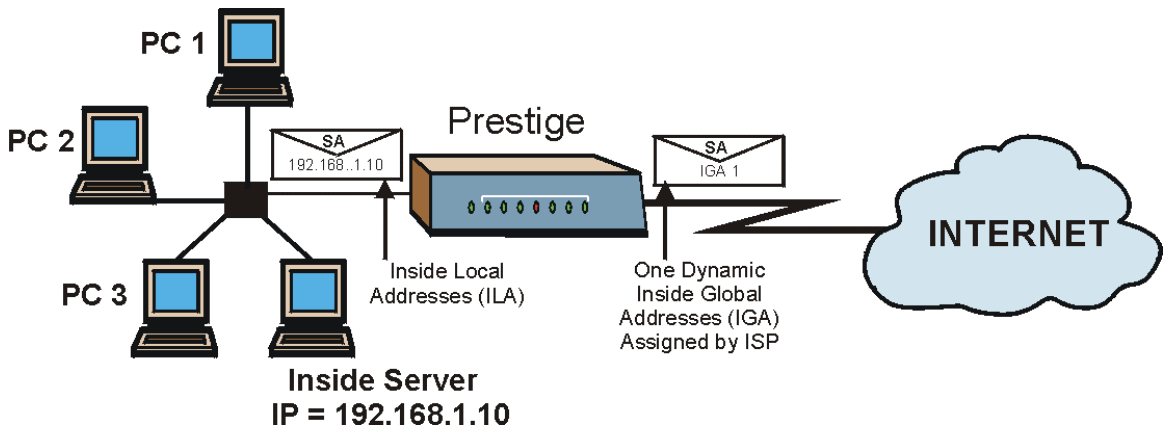 PC 1
PC 2
PC 3
Inside Server
IP = 192.168.1.10
SA
192.168..1.10
Inside Local
Addresses (ILA)
Prestige
SA
IGA 1
One Dynamic
Inside Global
Addresses (IGA)
Assigned by ISP
INTERNET